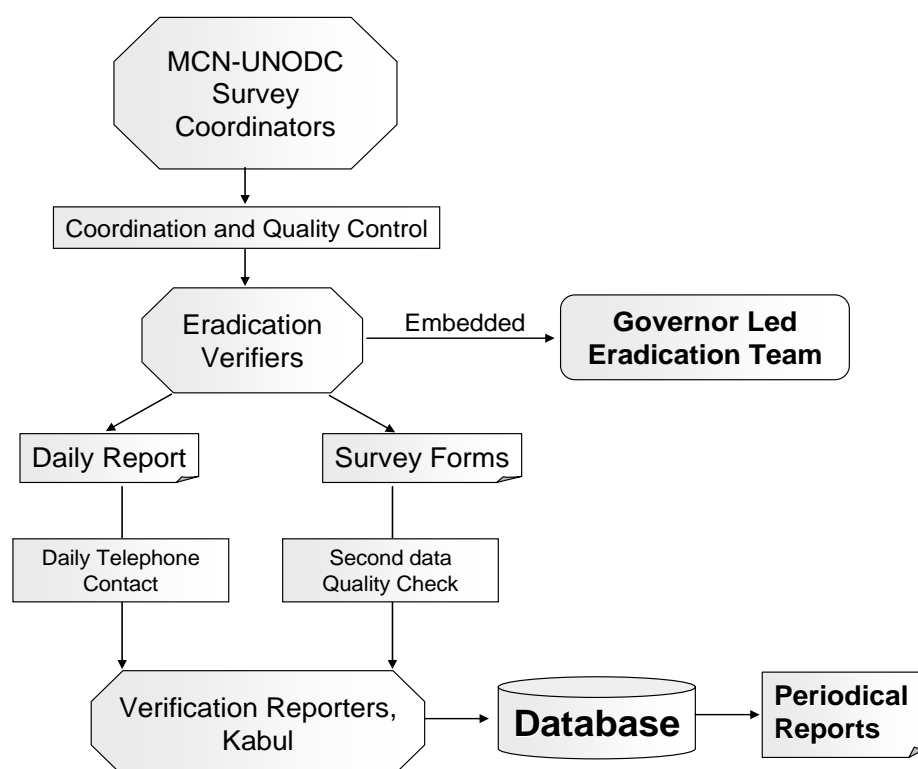 MCN-UNODC
Survey
Coordinators
Coordination and Quality Control
Eradication
Verifiers
Embedded
Governor Led
Eradication Team
Daily Report
Survey Forms
Daily Telephone
Contact
Second data
Quality Check
Verification Reporters,
Kabul
Database
Periodical
Reports